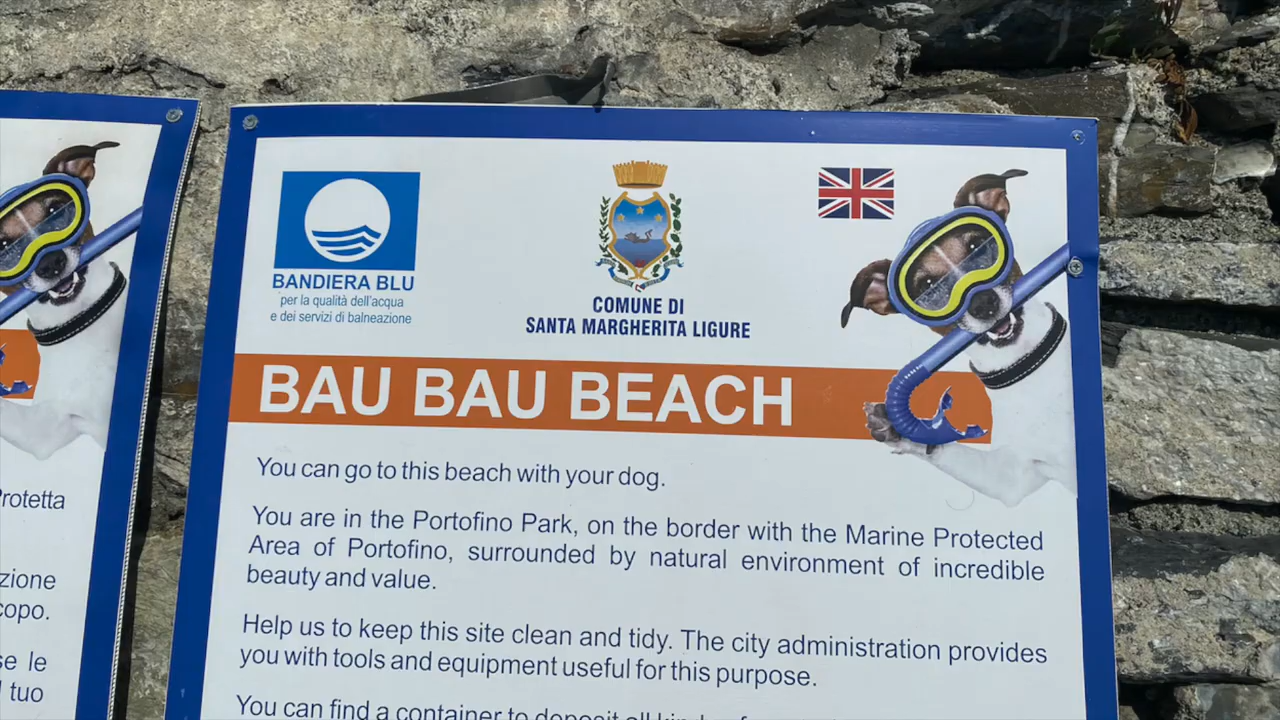 BANDIERA BLU
per la qualità dell'acqua
e dei servizi di balneazione
COMUNE DI
SANTA MARGHERITA LIGURE
BAU BAU BEACH
You can go to this beach with your dog.
You are in the Portofino Park, on the border with the Marine Protected
Area of Portofino, surrounded by natural environment of incredible
beauty and value.
Help us to keep this site clean and tidy. The city administration provides
you with tools and equipment useful for this purpose.
You can find a container to deposit all
Protetta
zione
copo.
se le
tuo